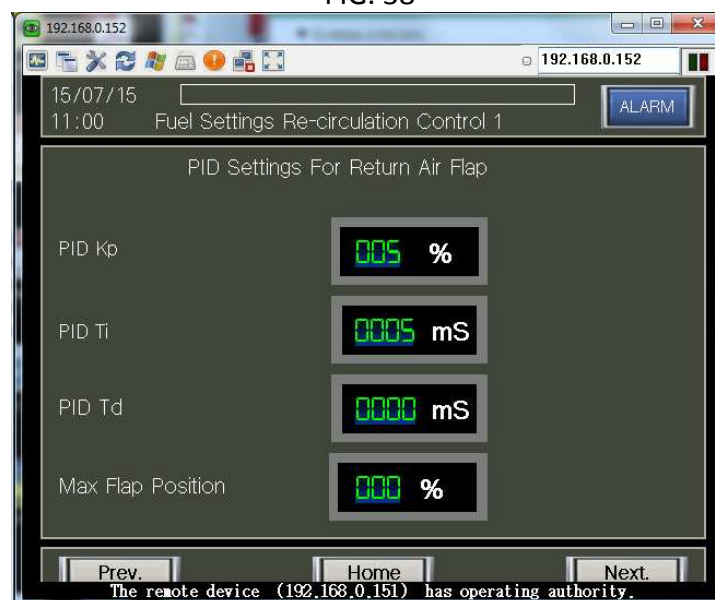 192.168.0.152
192.168.0.152
15/07/15
ALARM
11:00 Fuel Settings Re-circulation Control 1
PID Settings For Return Air Flap
PID Kp 005 %
PID Ti 0005 mS
PID Td 0000 mS
Max Flap Position 000 %
Prev. Home Next.
The remote device (192.168.0.151) has operating authority.